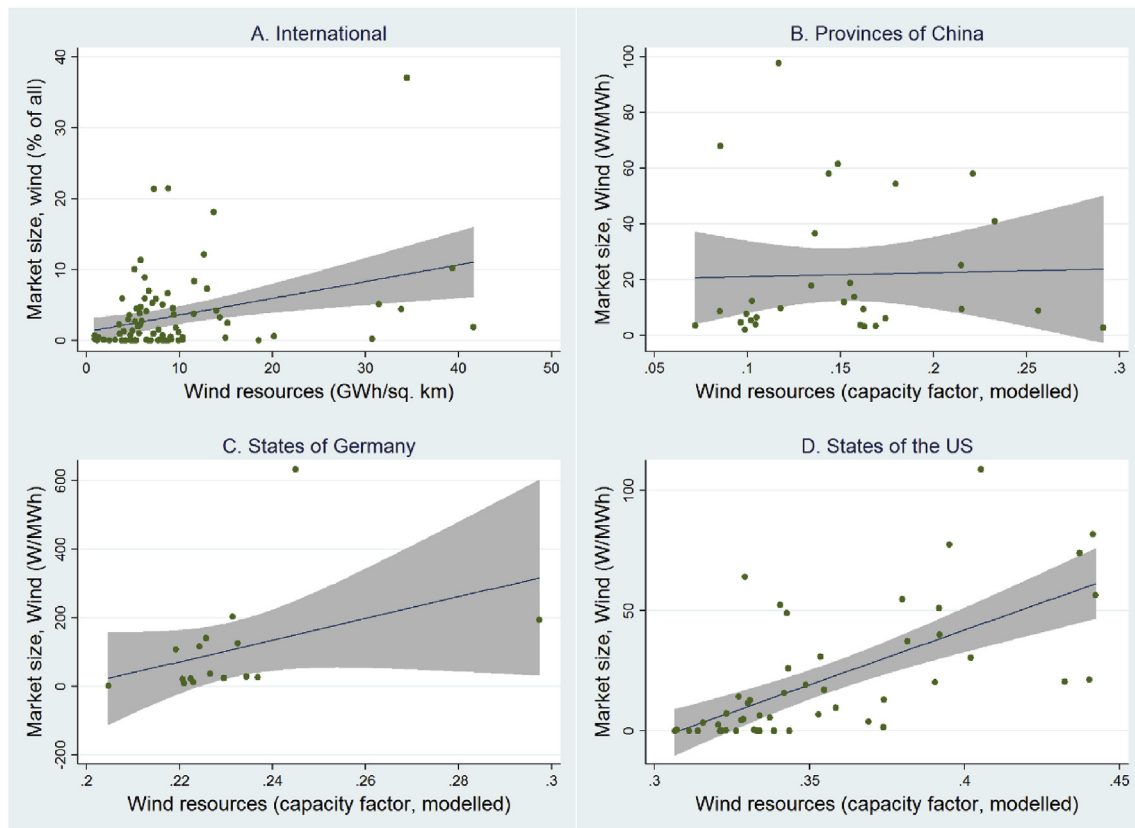 A. International
Market size, wind (% of all)
40
30
20
10
0
0 10 20 30 40 50
Wind resources (GWh/sq. km)
B. Provinces of China
Market size, Wind (W/MWh)
100
80
60
40
20
0
.05 .1 .15 .2 .25 .3
Wind resources (capacity factor, modelled)
C. States of Germany
Market size, Wind (W/MWh)
600
400
200
0
-200
.2 .22 .24 .26 .28 .3
Wind resources (capacity factor, modelled)
D. States of the US
Market size, Wind (W/MWh)
100
50
0
.3 .35 .4 .45
Wind resources (capacity factor, modelled)